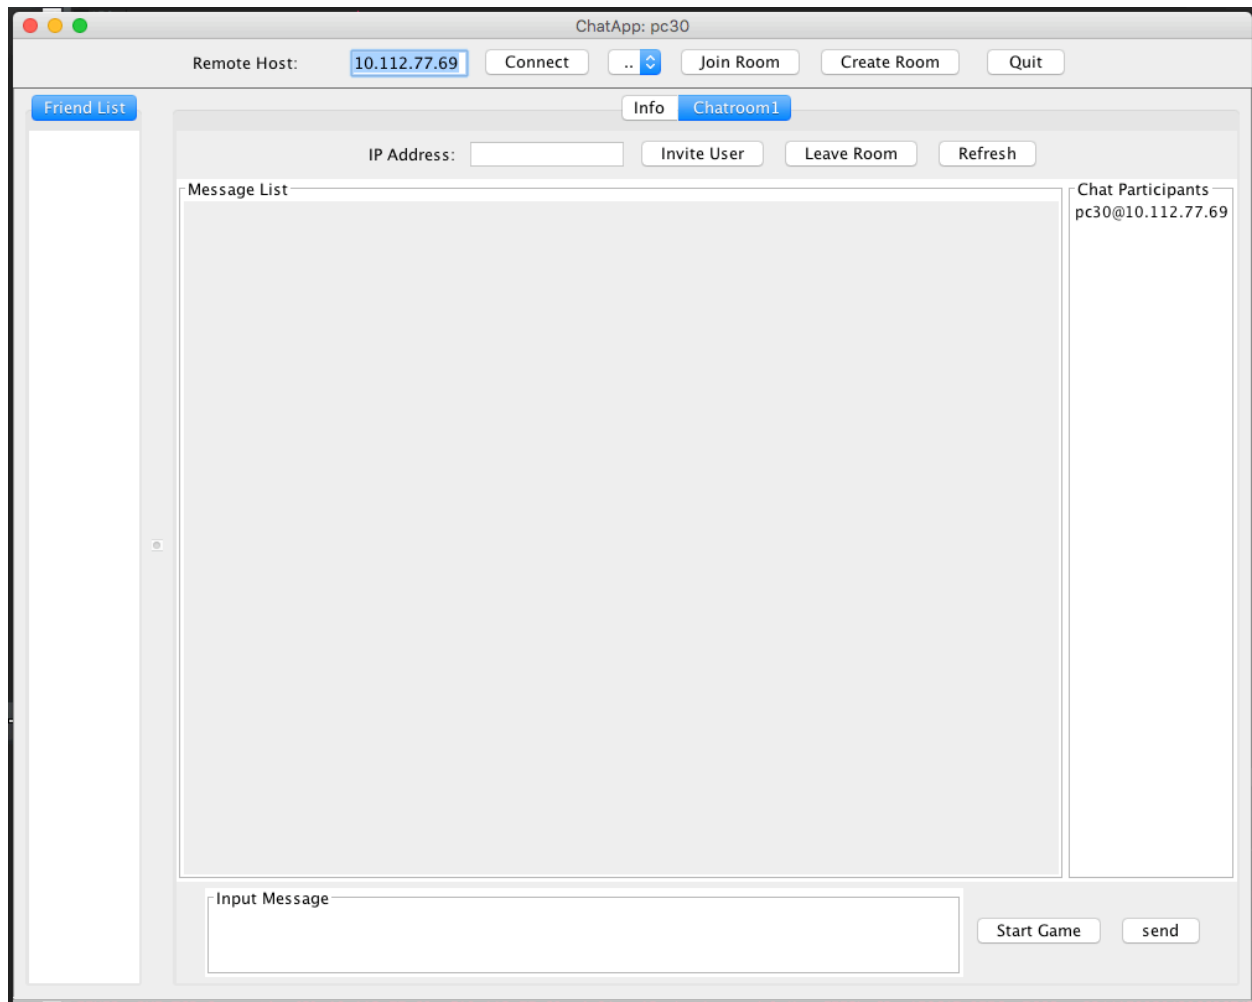 ChatApp: pc30
Remote Host: 10.112.77.69 Connect .. Join Room Create Room Quit
Friend List
Info Chatroom1
IP Address: Invite User Leave Room Refresh
Message List
Chat Participants
pc30@10.112.77.69
Input Message
Start Game send